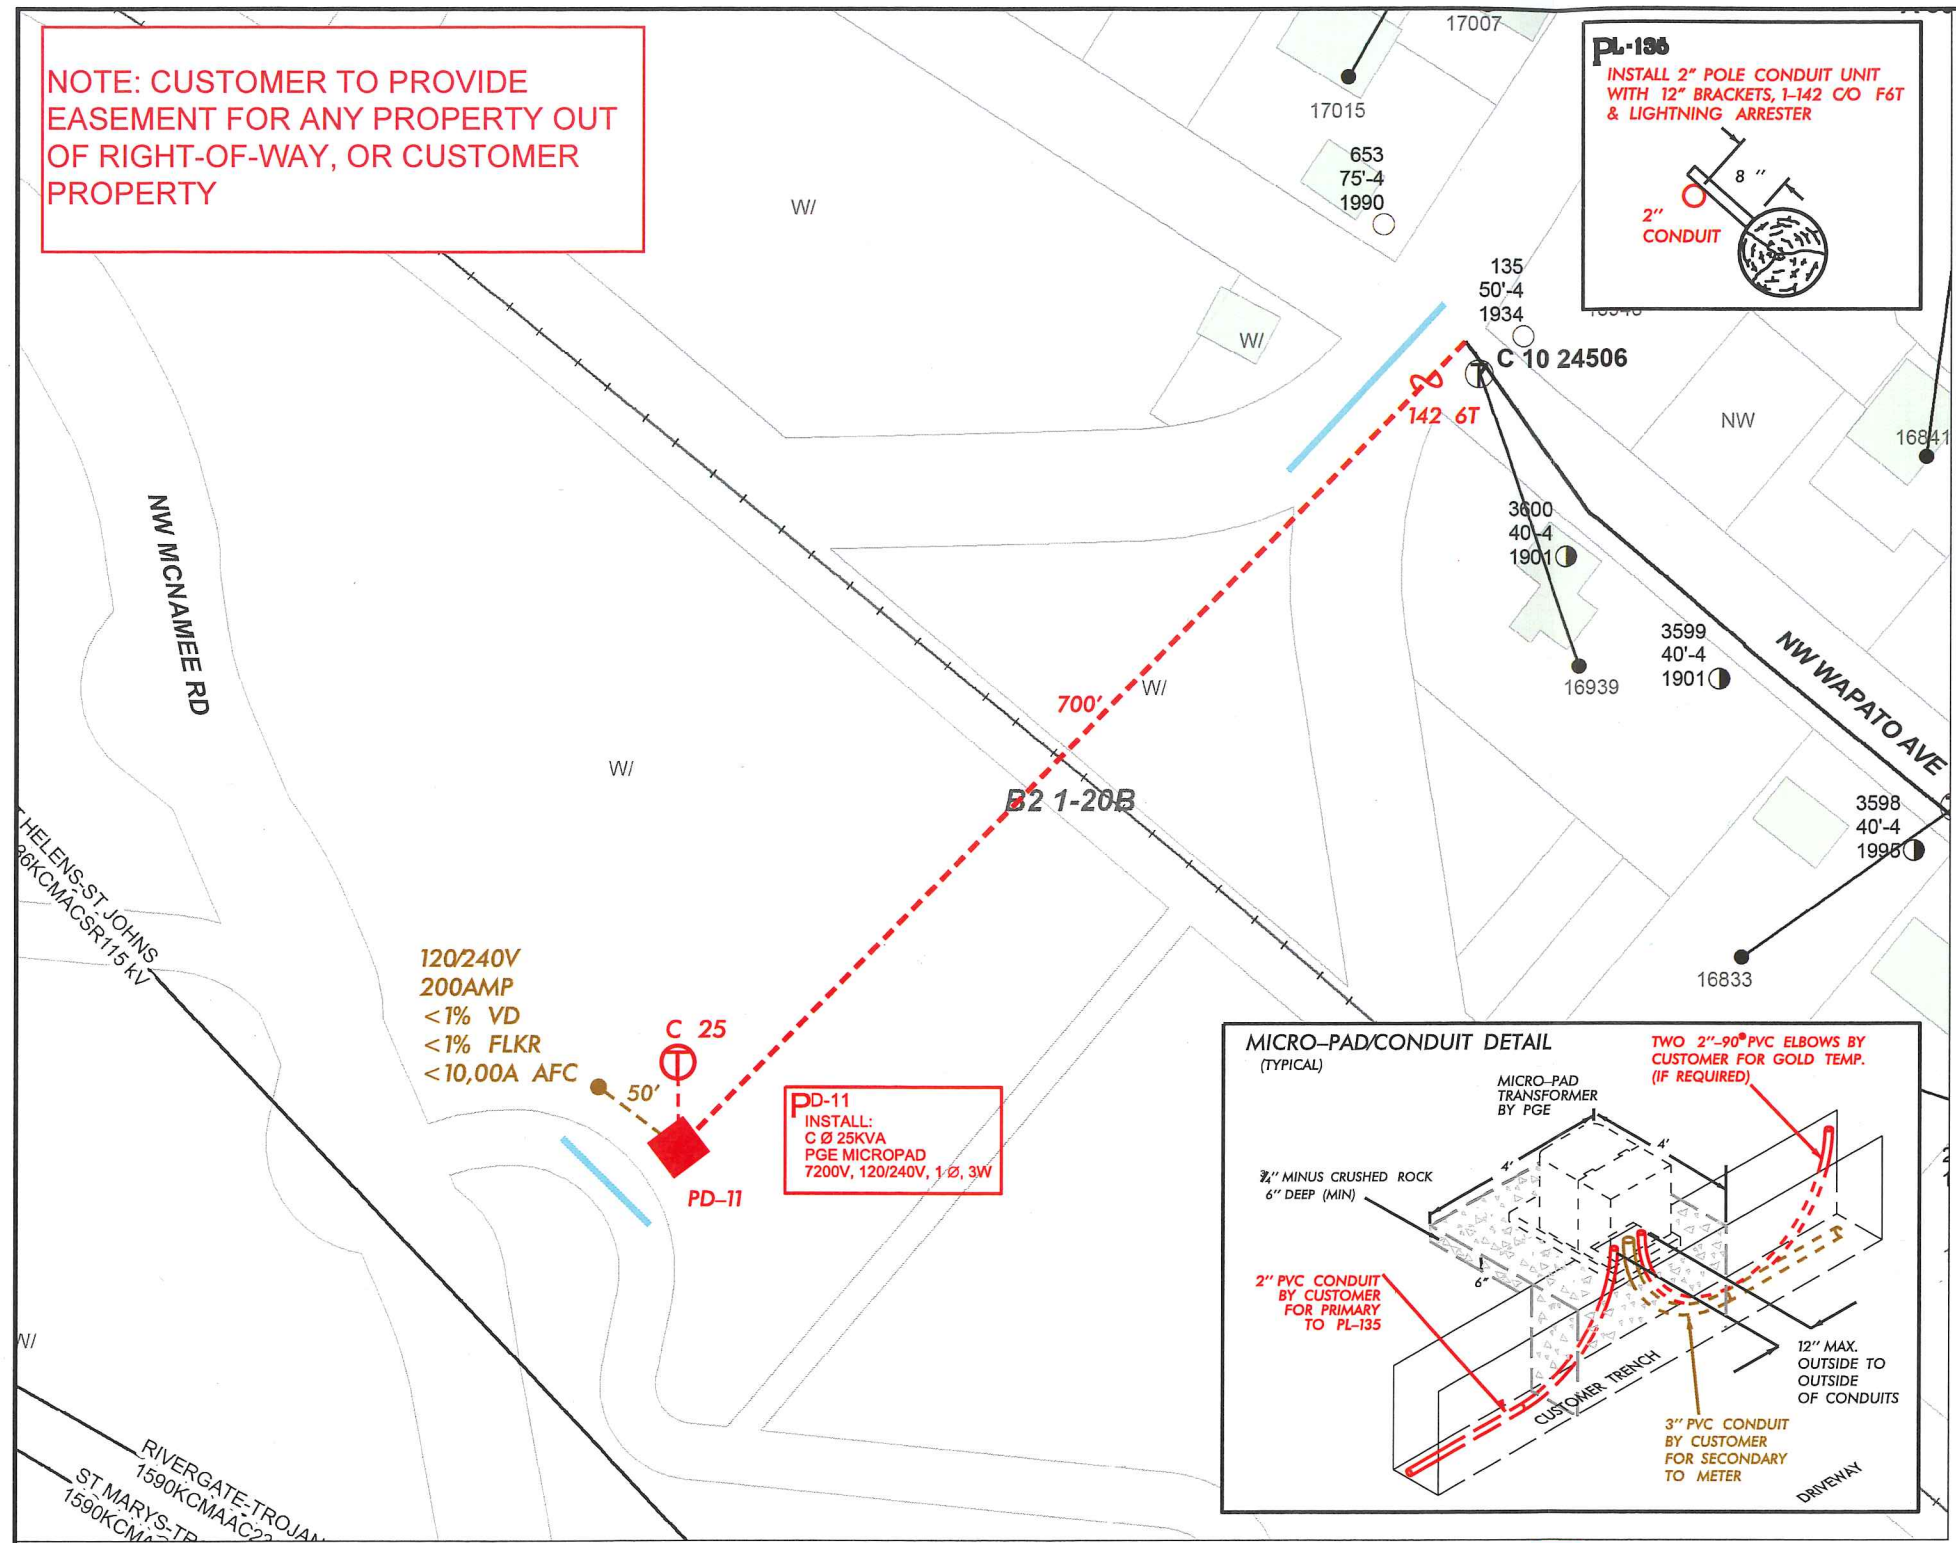 NOTE: CUSTOMER TO PROVIDE
EASEMENT FOR ANY PROPERTY OUT
OF RIGHT-OF-WAY, OR CUSTOMER
PROPERTY
17007
17015
653
75'-4
1990
PL-135
INSTALL 2" POLE CONDUIT UNIT
WITH 12" BRACKETS, 1-142 C/O F6T
& LIGHTNING ARRESTER
8 "
2"
CONDUIT
W/
135
50'-4
1934
C 10 24506
W/
142 6T
NW
16841
NW MCNAMEE RD
3600
40'-4
1901
3599
40'-4
1901
16939
NW WAPATO AVE
700'
W/
W/
B2 1-20B
3598
40'-4
1995
16833
HELENS-ST JOHNS
36KCMACSR115 kV
120/240V
200AMP
<1% VD
<1% FLKR
<10,00A AFC
50'
C 25
T
PD-11
PD-11
INSTALL:
C Ø 25KVA
PGE MICROPAD
7200V, 120/240V, 1 Ø, 3W
MICRO-PAD/CONDUIT DETAIL
(TYPICAL)
TWO 2"-90° PVC ELBOWS BY
CUSTOMER FOR GOLD TEMP.
(IF REQUIRED)
MICRO-PAD
TRANSFORMER
BY PGE
4'
4'
¾" MINUS CRUSHED ROCK
6" DEEP (MIN)
6"
2" PVC CONDUIT
BY CUSTOMER
FOR PRIMARY
TO PL-135
CUSTOMER TRENCH
12" MAX.
OUTSIDE TO
OUTSIDE
OF CONDUITS
3" PVC CONDUIT
BY CUSTOMER
FOR SECONDARY
TO METER
DRIVEWAY
W/
RIVERGATE-TROJAN
1590KCMAAC
ST MARYS-TR
1590KCMA